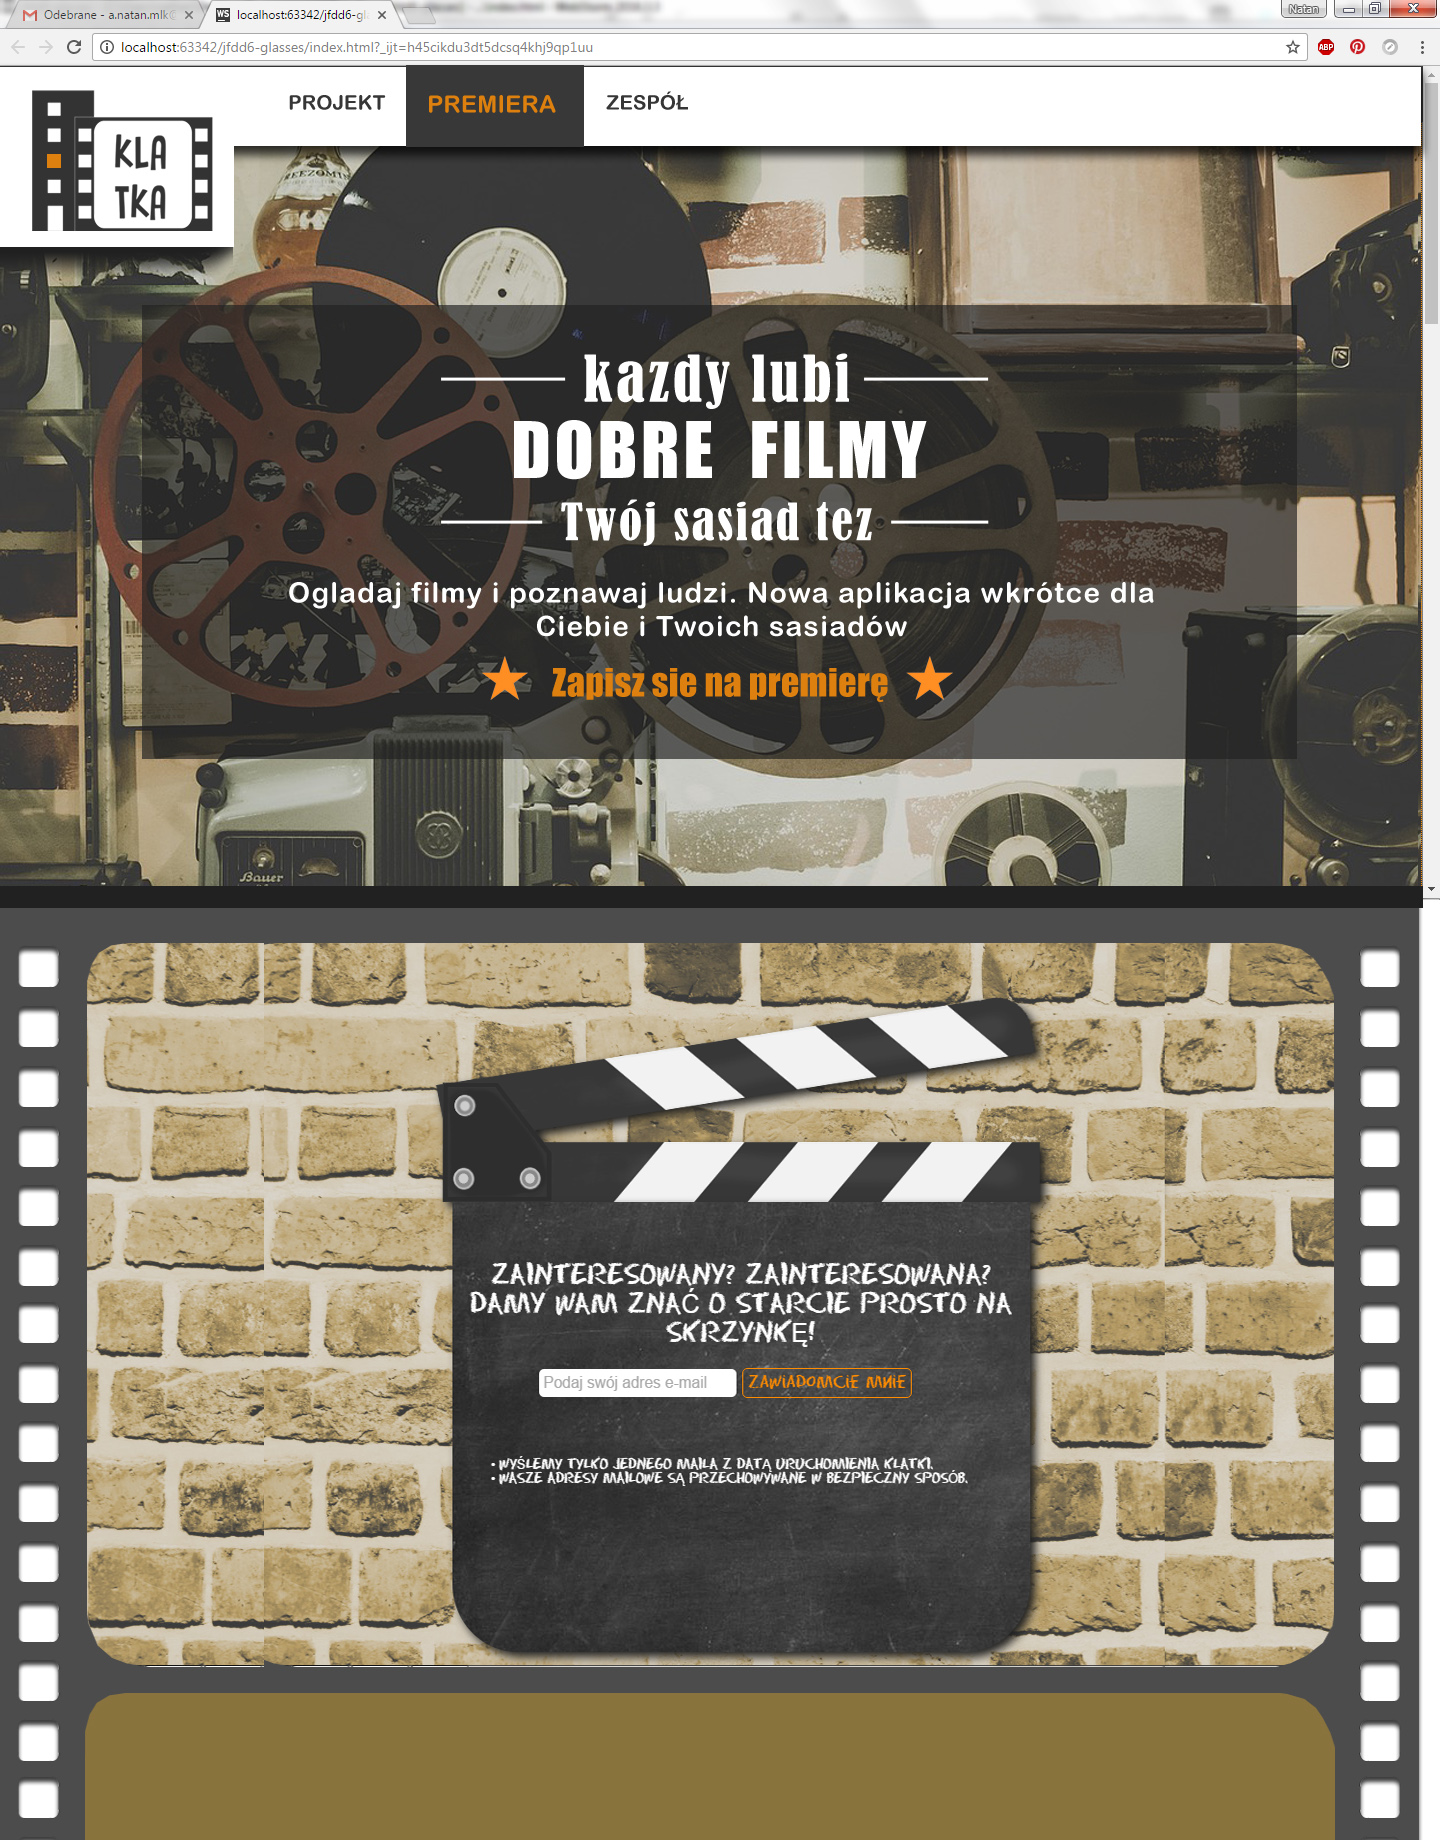 Odebrane - a.natan.mlk@
localhost:63342/jfdd6-gla
Natan
localhost:63342/jfdd6-glasses/index.html?_ijt=h45cikdu3dt5dcsq4khj9qp1uu
ABP
KLA
TKA
PROJEKT
PREMIERA
ZESPÓŁ
kazdy lubi
DOBRE FILMY
Twój sasiad tez
Ogladaj filmy i poznawaj ludzi. Nowa aplikacja wkrótce dla
Ciebie i Twoich sasiadów
Zapisz sie na premierę
Bauer
ZAINTERESOWANY? ZAINTERESOWANA?
DAMY WAM ZNAĆ O STARCIE PROSTO NA
SKRZYNKĘ!
Podaj swój adres e-mail
ZAWIADOMCIE MNIE
• WYŚLEMY TYLKO JEDNEGO MAILA Z DATĄ URUCHOMIENIA KLATKI.
• WASZE ADRESY MAILOWE SĄ PRZECHOWYWANE W BEZPIECZNY SPOSÓB.